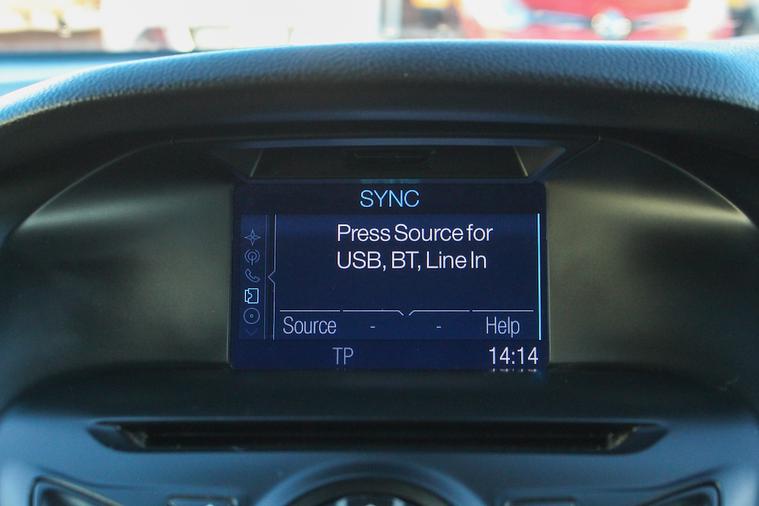 SYNC
Press Source for
USB, BT, Line In
Source - - Help
TP 14:14